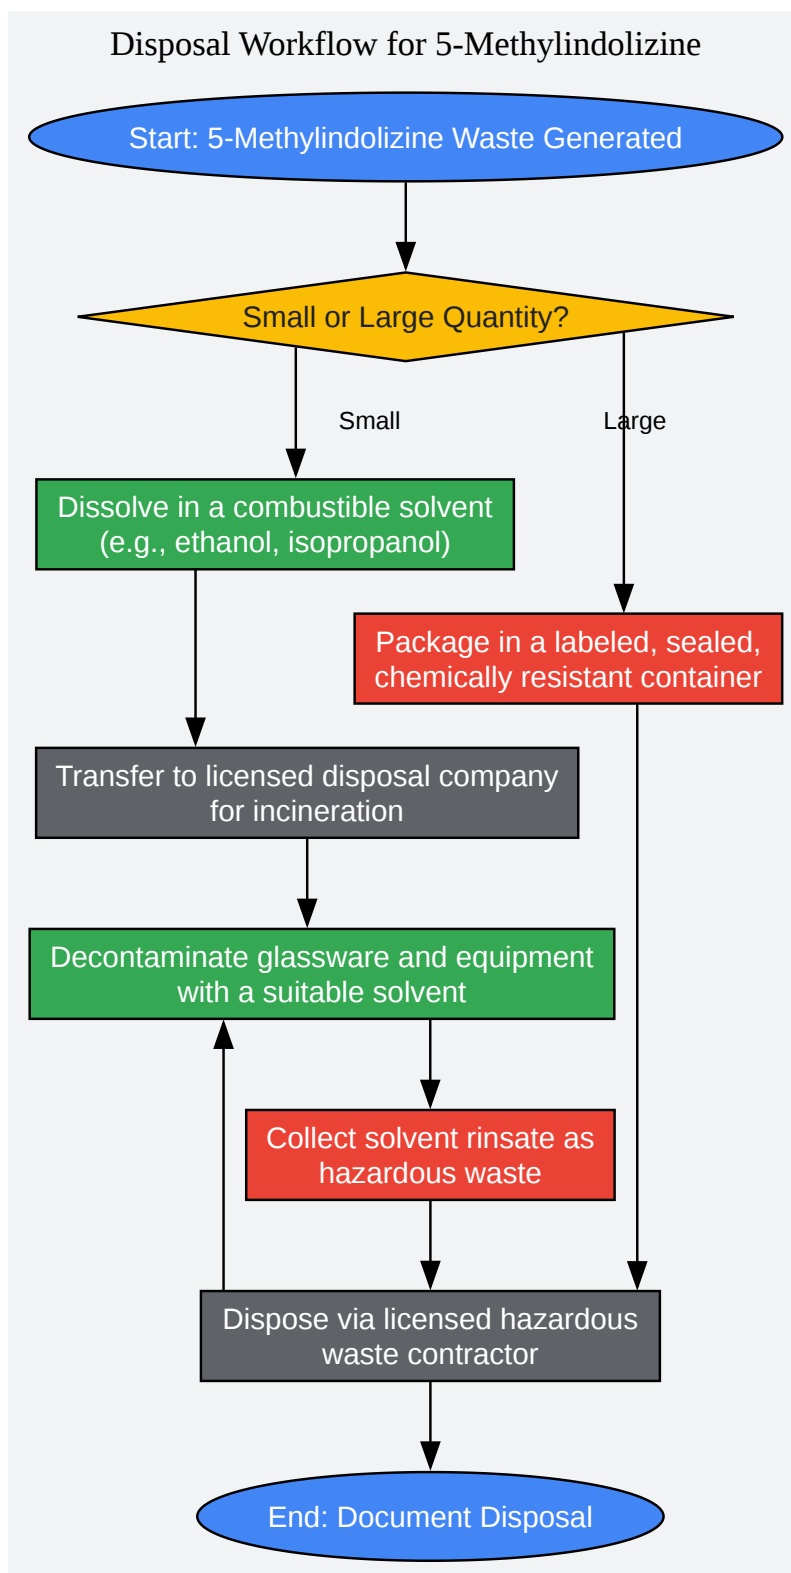 Disposal Workflow for 5-Methylindolizine
Start: 5-Methylindolizine Waste Generated
Small or Large Quantity?
Small
Large
Dissolve in a combustible solvent
(e.g., ethanol, isopropanol)
Package in a labeled, sealed,
chemically resistant container
Transfer to licensed disposal company
for incineration
Decontaminate glassware and equipment
with a suitable solvent
Collect solvent rinsate as
hazardous waste
Dispose via licensed hazardous
waste contractor
End: Document Disposal